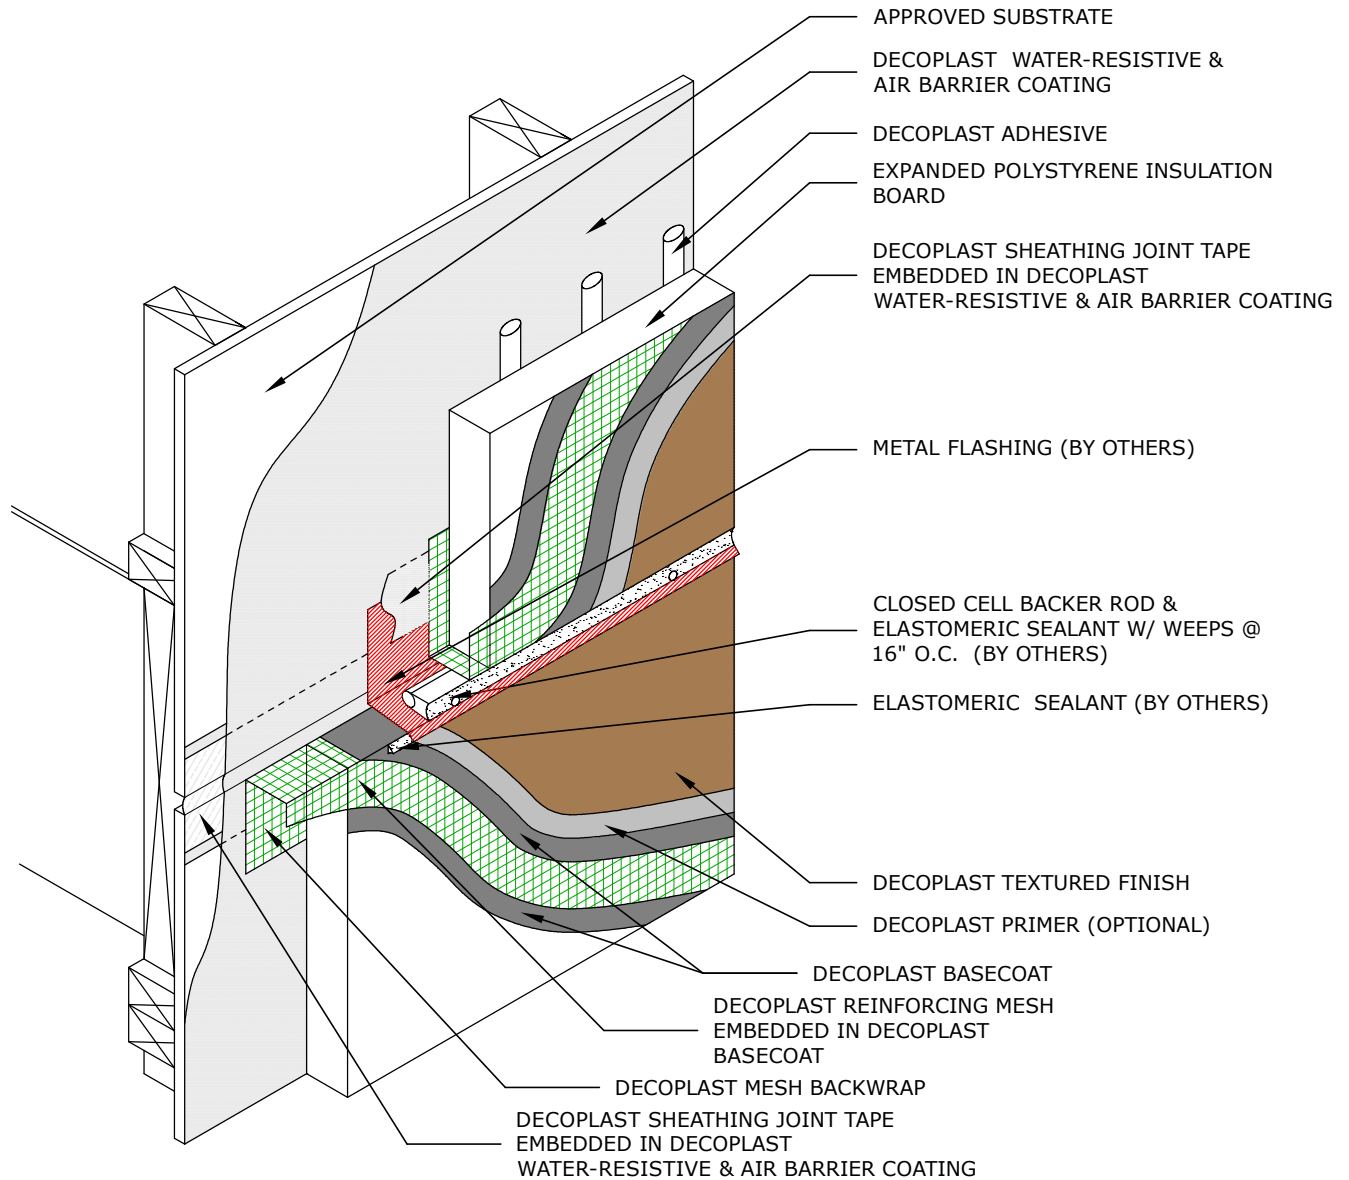 APPROVED SUBSTRATE
DECOPLAST WATER-RESISTIVE &
AIR BARRIER COATING
DECOPLAST ADHESIVE
EXPANDED POLYSTYRENE INSULATION
BOARD
DECOPLAST SHEATHING JOINT TAPE
EMBEDDED IN DECOPLAST
WATER-RESISTIVE & AIR BARRIER COATING
METAL FLASHING (BY OTHERS)
CLOSED CELL BACKER ROD &
ELASTOMERIC SEALANT W/ WEEPS @
16" O.C. (BY OTHERS)
ELASTOMERIC SEALANT (BY OTHERS)
DECOPLAST TEXTURED FINISH
DECOPLAST PRIMER (OPTIONAL)
DECOPLAST BASECOAT
DECOPLAST REINFORCING MESH
EMBEDDED IN DECOPLAST
BASECOAT
DECOPLAST MESH BACKWRAP
DECOPLAST SHEATHING JOINT TAPE
EMBEDDED IN DECOPLAST
WATER-RESISTIVE & AIR BARRIER COATING